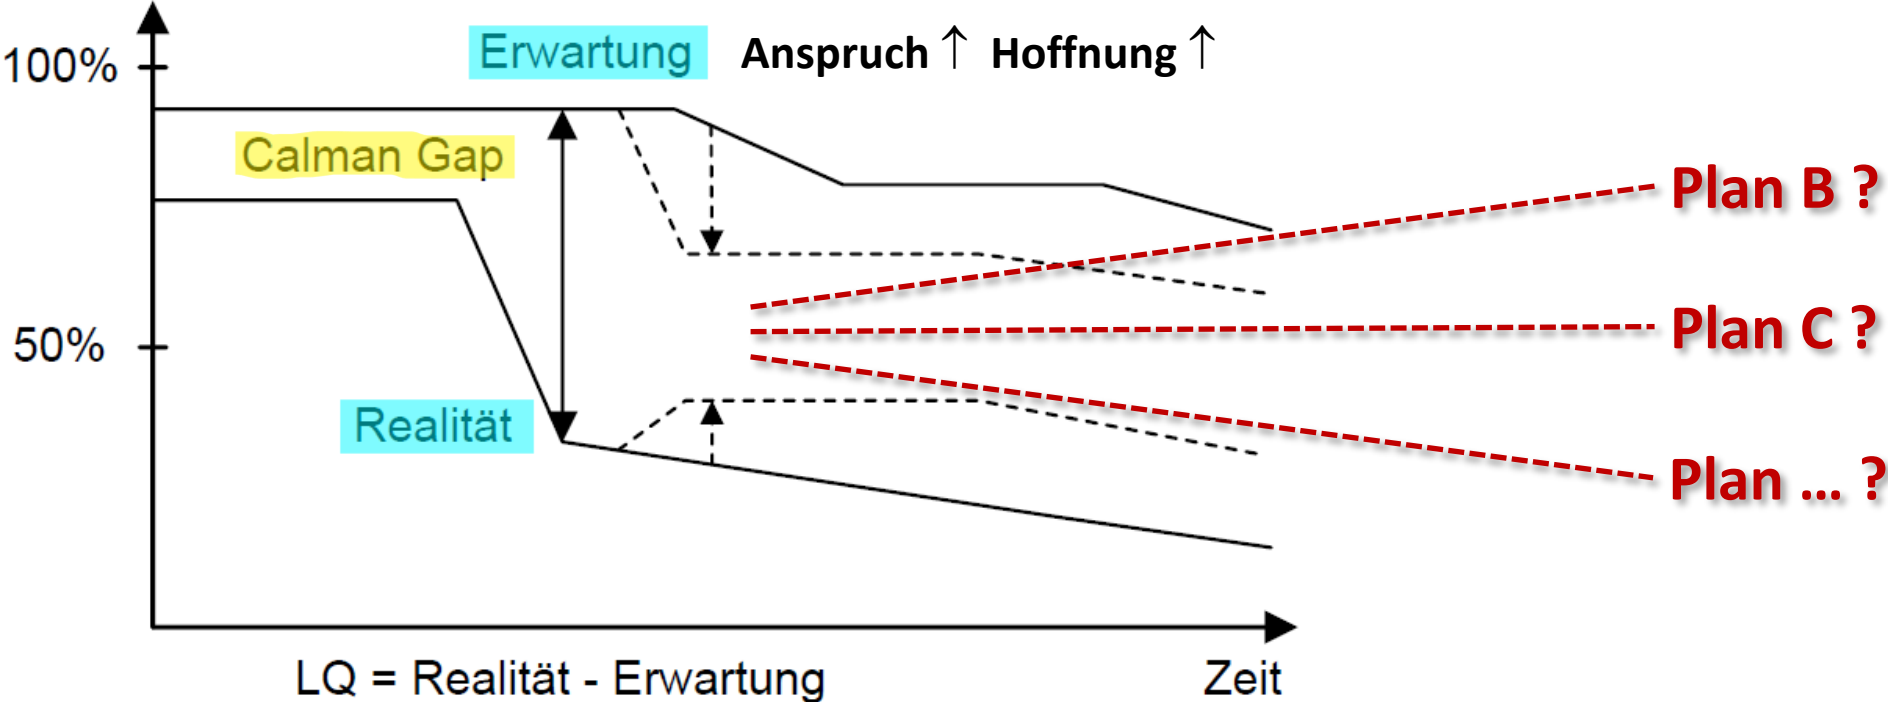 Erwartung Anspruch ↑ Hoffnung ↑
100%
Calman Gap
Plan B ?
50%
Plan C ?
Realität
Plan ... ?
LQ = Realität - Erwartung
Zeit